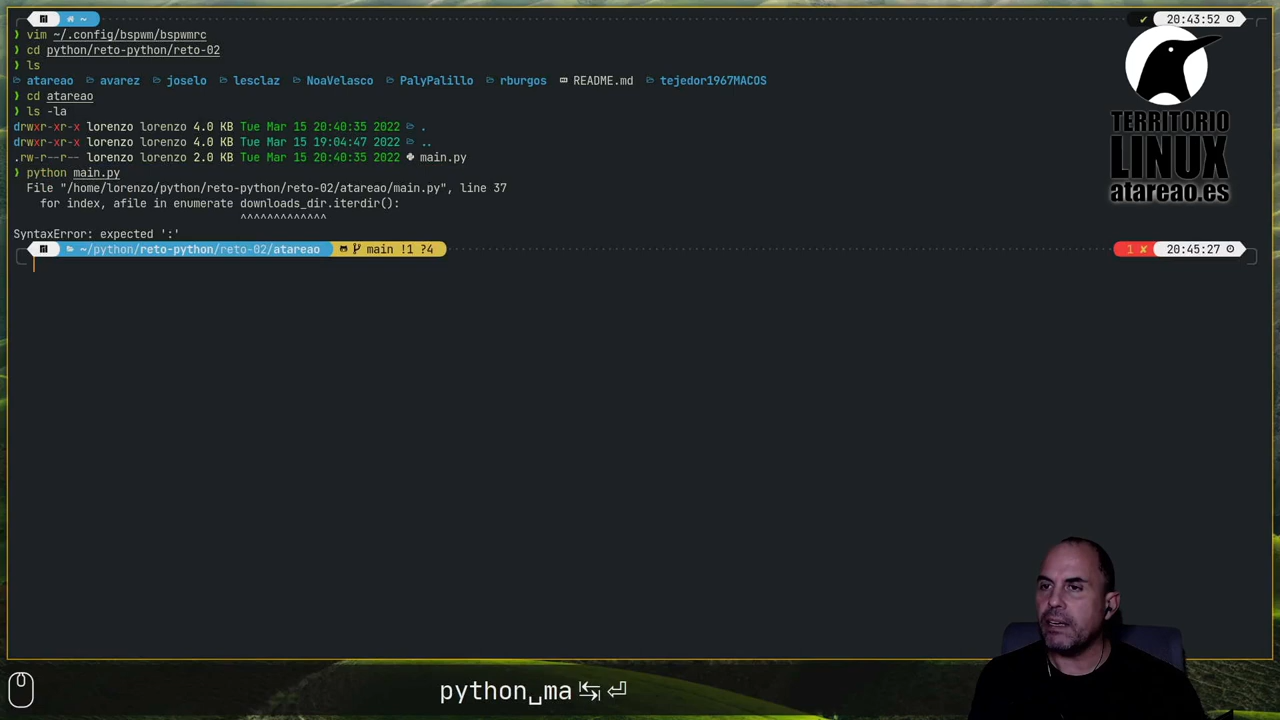 ~ 20:43:52
❯ vim ~/.config/bspwm/bspwmrc
❯ cd python/reto-python/reto-02
❯ ls
atareao avarez joselo lesclaz NoaVelasco PalyPalillo rburgos README.md tejedor1967MACOS
❯ cd atareao
❯ ls -la
drwxr-xr-x lorenzo lorenzo 4.0 KB Tue Mar 15 20:40:35 2022 .
drwxr-xr-x lorenzo lorenzo 4.0 KB Tue Mar 15 19:04:47 2022 ..
.rw-r--r-- lorenzo lorenzo 2.0 KB Tue Mar 15 20:40:35 2022 main.py
❯ python main.py
File "/home/lorenzo/python/reto-python/reto-02/atareao/main.py", line 37
for index, afile in enumerate downloads_dir.iterdir():
^^^^^^^^^^^^^
SyntaxError: expected ':'
~/python/reto-python/reto-02/atareao main !1 ?4 1 ✘ 20:45:27
TERRITORIO
LINUX
atareao.es
python␣ma